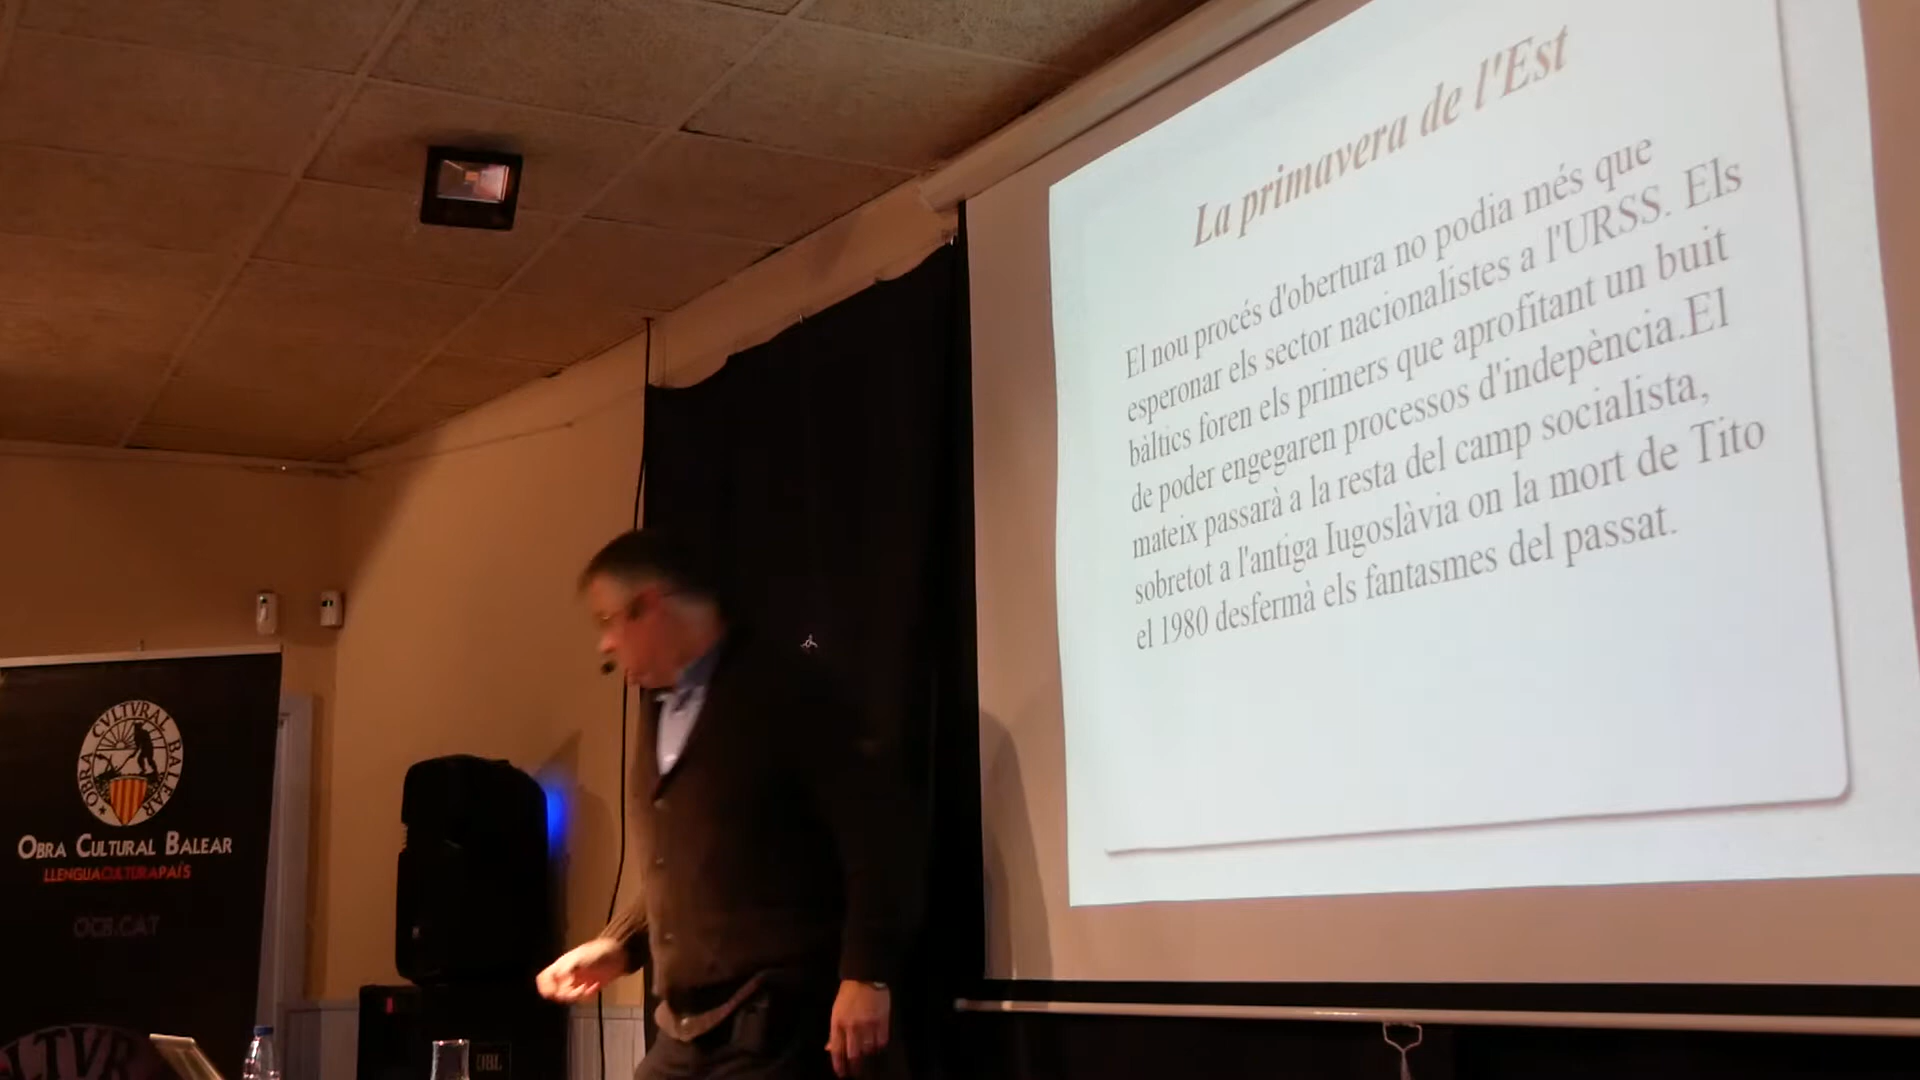 La primavera de l'Est
El nou procés d'obertura no podia més que
esperonar els sector nacionalistes a l'URSS. Els
bàltics foren els primers que aprofitant un buit
de poder engegaren processos d'indepència.El
mateix passarà a la resta del camp socialista,
sobretot a l'antiga Iugoslàvia on la mort de Tito
el 1980 desfermà els fantasmes del passat.
OBRA CVLTVRAL BALEAR
OBRA CULTURAL BALEAR
LLENGUACULTURAPAÍS
OCB.CAT
LTVR
JBL